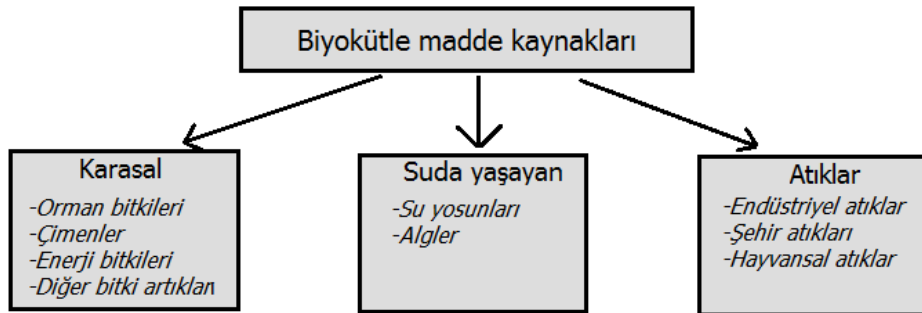 Biyokütle madde kaynakları
Karasal
-Orman bitkileri
-Çimenler
-Enerji bitkileri
-Diğer bitki artıkları
Suda yaşayan
-Su yosunları
-Algler
Atıklar
-Endüstriyel atıklar
-Şehir atıkları
-Hayvansal atıklar